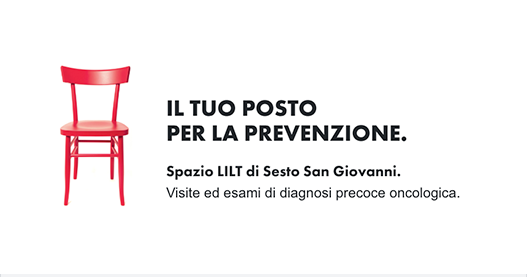 IL TUO POSTO
PER LA PREVENZIONE.
Spazio LILT di Sesto San Giovanni.
Visite ed esami di diagnosi precoce oncologica.